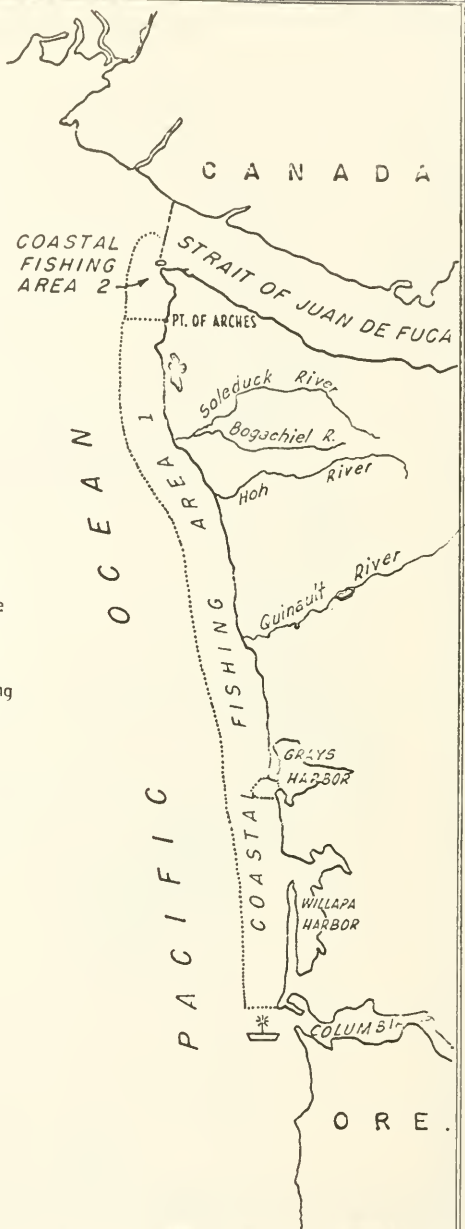 CANADA
COASTAL
FISHING
AREA 2
STRAIT OF JUAN DE FUCA
PT. OF ARCHES
Soleduck River
Bogachiel R.
Hoh River
Quinault River
PACIFIC OCEAN
COASTAL FISHING AREA 1
e
ng
GRAYS
HARBOR
WILLAPA
HARBOR
ORE.